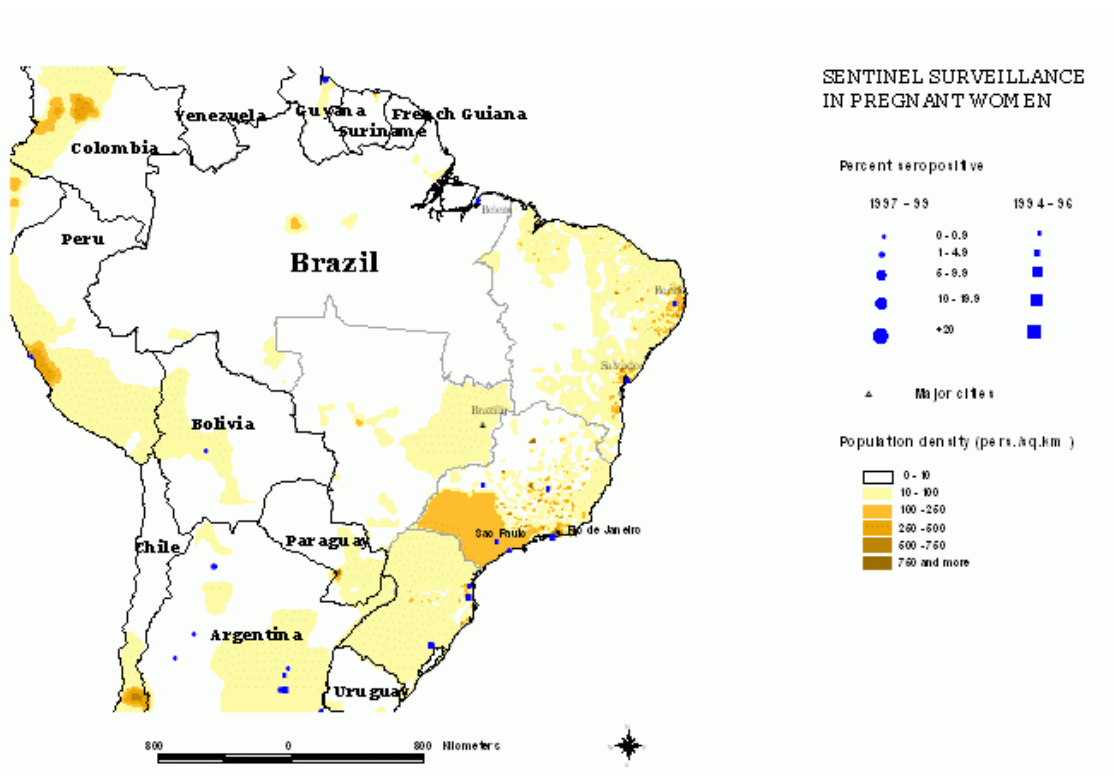 SENTINEL SURVEILLANCE
IN PREGNANT WOMEN
Percent seropositive
1997 - 99 1994 - 96
0 - 0.9
1 - 4.9
5 - 9.9
10 - 19.9
+20
Major cities
Population density (pers./sq.km )
0 - 10
10 - 100
100 - 250
250 - 500
500 - 750
750 and more
Venezuela
Guyana
French Guiana
Suriname
Colombia
Belem
Peru
Brazil
Recife
Salvador
Brazilia
Bolivia
Sao Paulo
Rio de Janeiro
Chile
Paraguay
Argentina
Uruguay
800 0 800 Kilometers